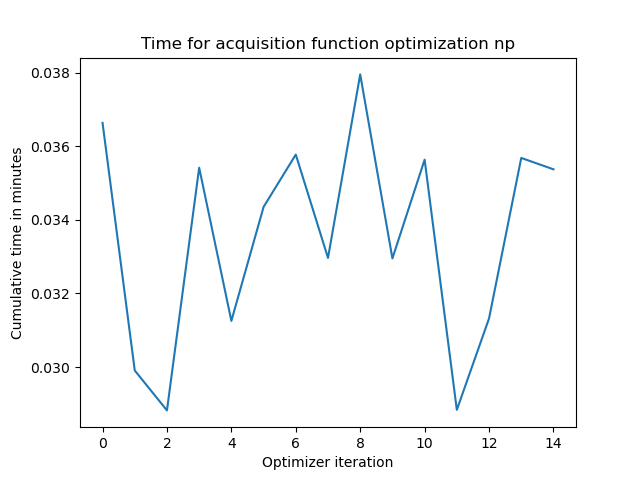 Time for acquisition function optimization np
Cumulative time in minutes
0.038
0.036
0.034
0.032
0.030
0 2 4 6 8 10 12 14
Optimizer iteration